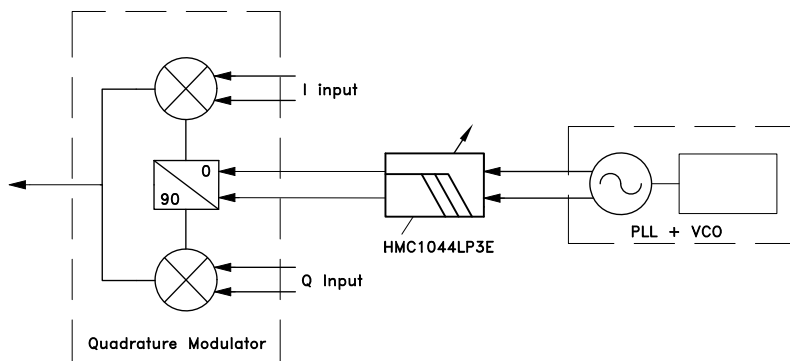 I input
0
90
HMC1044LP3E
PLL + VCO
Q Input
Quadrature Modulator